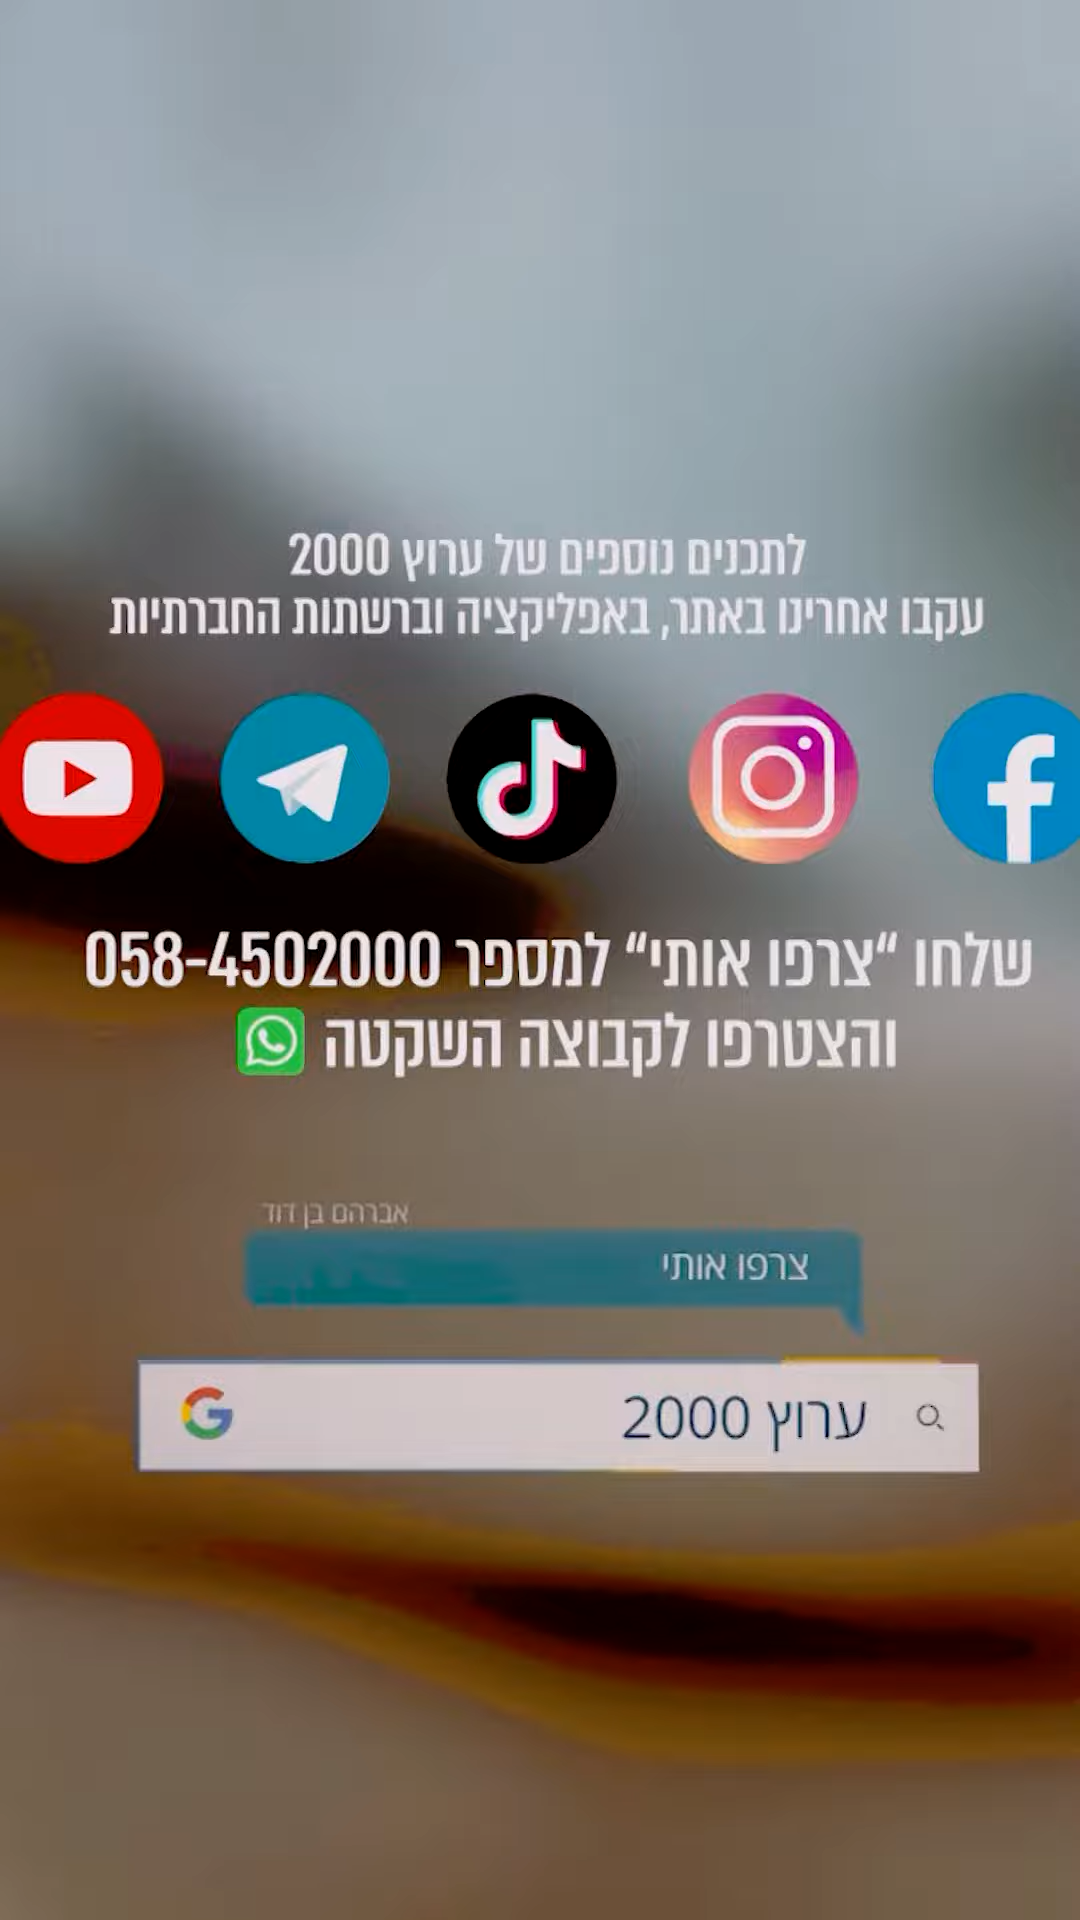 לתכנים נוספים של ערוץ 2000
עקבו אחרינו באתר, באפליקציה וברשתות החברתיות
שלחו “צרפו אותי“ למספר 058-4502000
והצטרפו לקבוצה השקטה
אברהם בן דוד
צרפו אותי
ערוץ 2000